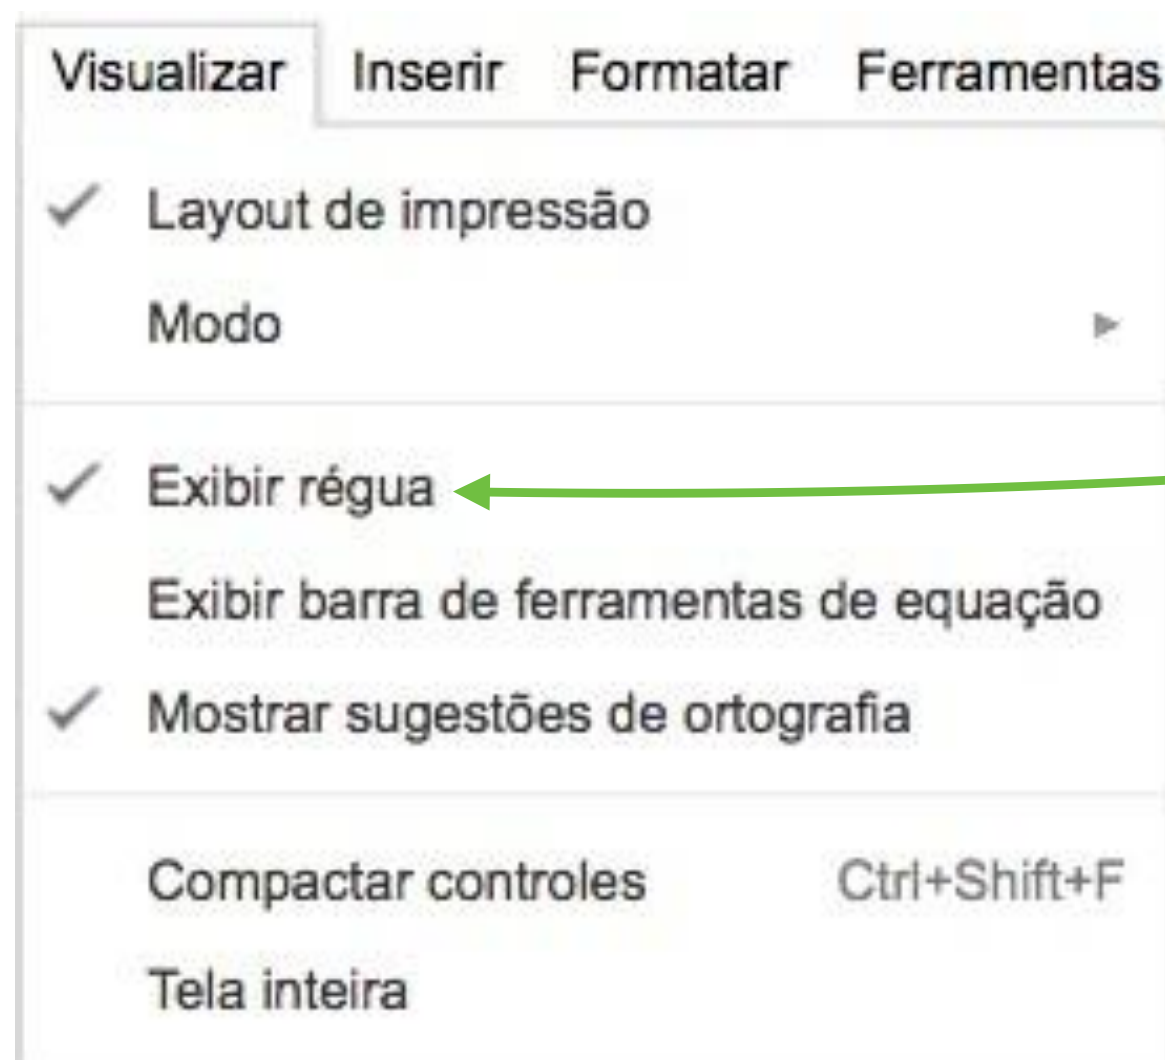 Visualizar Inserir Formatar Ferramentas
Layout de impressão
Modo
Exibir régua
Exibir barra de ferramentas de equação
Mostrar sugestões de ortografia
Compactar controles Ctrl+Shift+F
Tela inteira